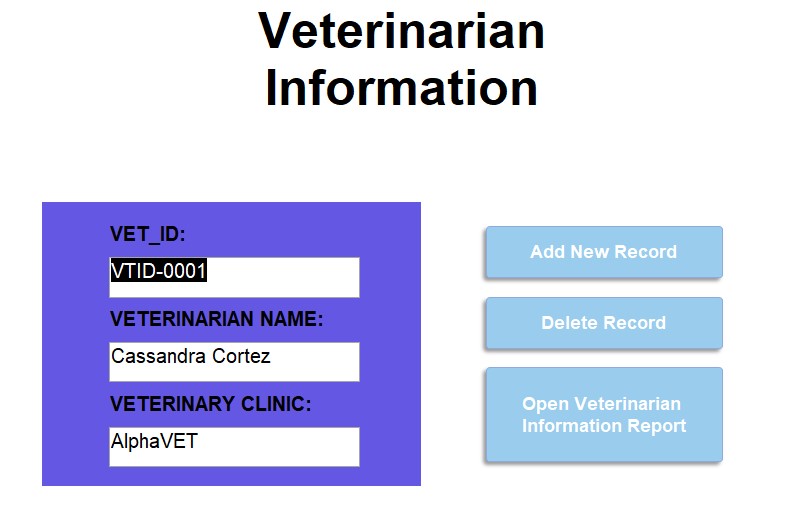 Veterinarian
Information
VET_ID:
VTID-0001
VETERINARIAN NAME:
Cassandra Cortez
VETERINARY CLINIC:
AlphaVET
Add New Record
Delete Record
Open Veterinarian
Information Report